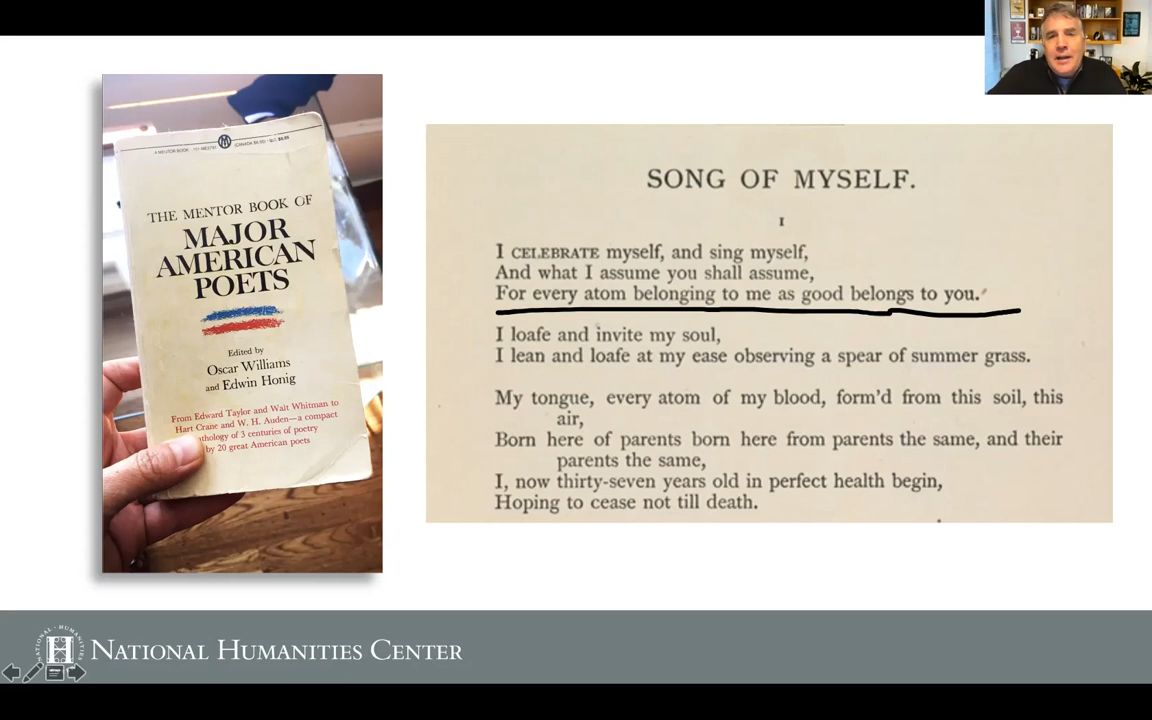 A MENTOR BOOK
THE MENTOR BOOK OF
MAJOR
AMERICAN
POETS
Edited by
Oscar Williams
and Edwin Honig
From Edward Taylor and Walt Whitman to
Hart Crane and W. H. Auden—a compact
thology of 3 centuries of poetry
by 20 great American poets
SONG OF MYSELF.
I
I CELEBRATE myself, and sing myself,
And what I assume you shall assume,
For every atom belonging to me as good belongs to you.
I loafe and invite my soul,
I lean and loafe at my ease observing a spear of summer grass.
My tongue, every atom of my blood, form'd from this soil, this
air,
Born here of parents born here from parents the same, and their
parents the same,
I, now thirty-seven years old in perfect health begin,
Hoping to cease not till death.
H
NATIONAL HUMANITIES CENTER